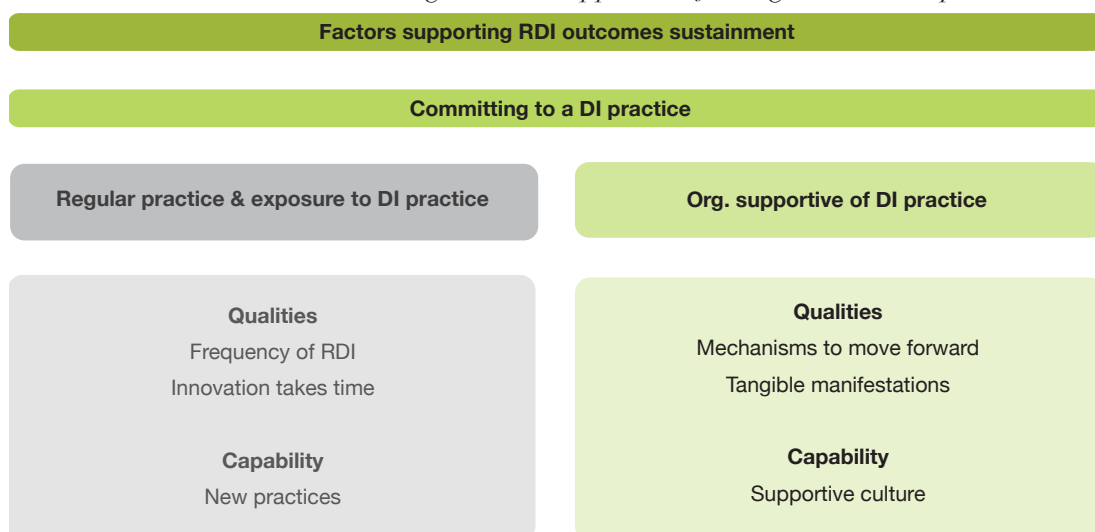 Factors supporting RDI outcomes sustainment
Committing to a DI practice
Regular practice & exposure to DI practice
Qualities
Frequency of RDI
Innovation takes time
Capability
New practices
Org. supportive of DI practice
Qualities
Mechanisms to move forward
Tangible manifestations
Capability
Supportive culture